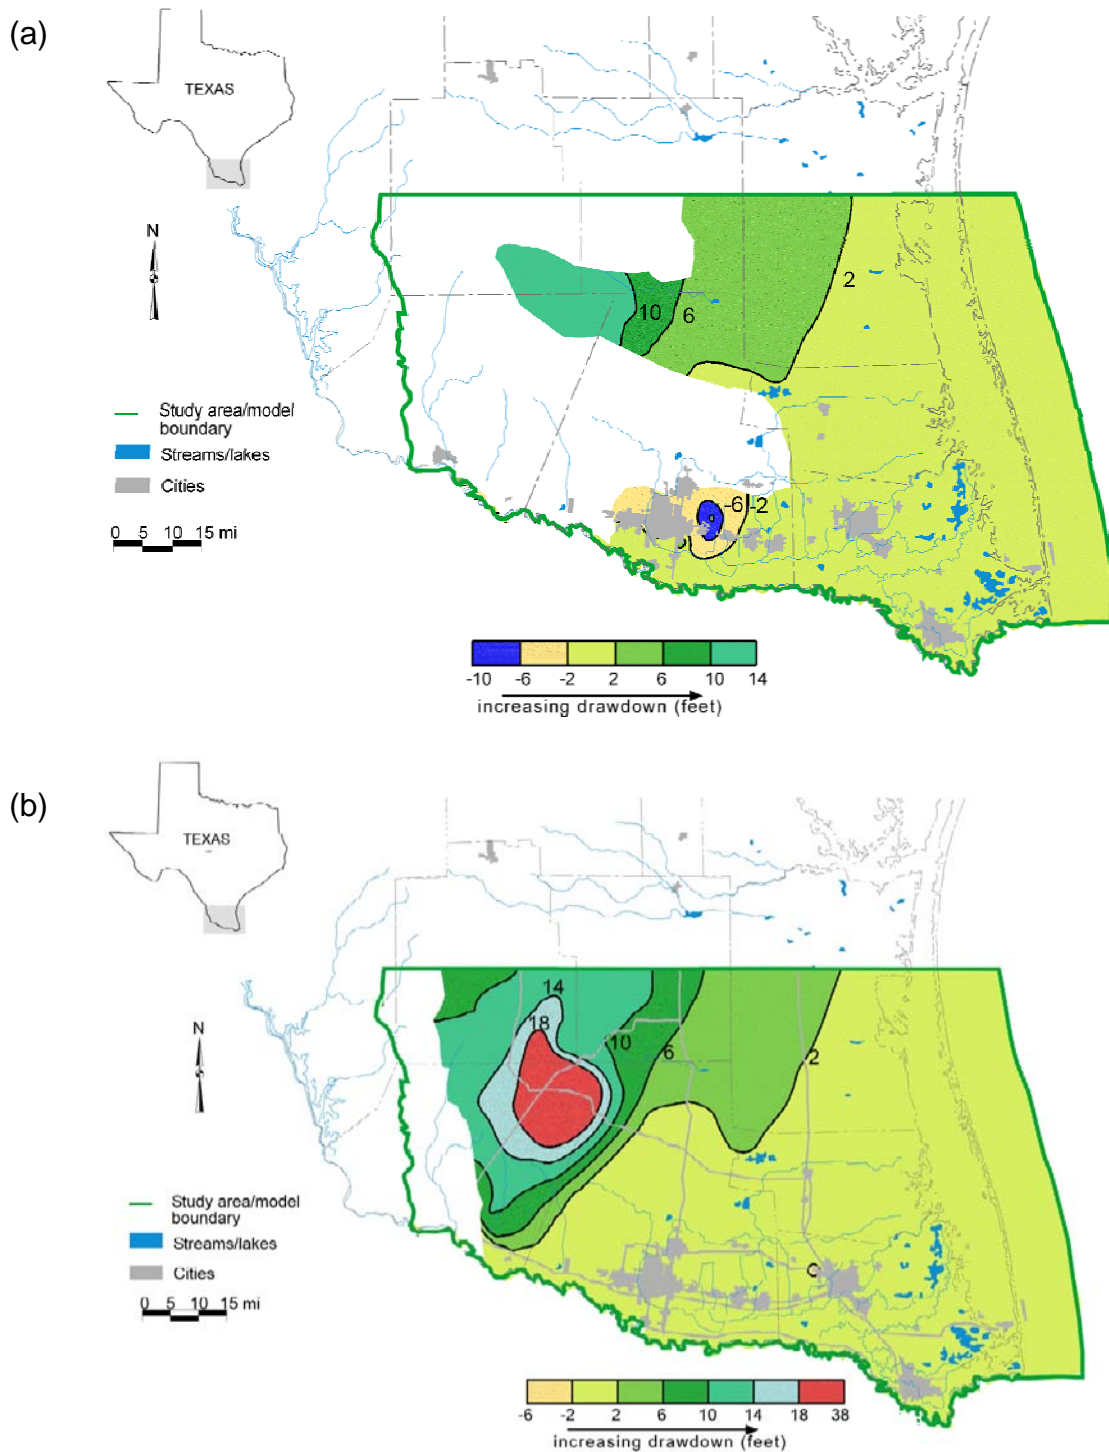 (a)
TEXAS
N
2
10
6
Study area/model
boundary
Streams/lakes
Cities
0 5 10 15 mi
-6 -2
-10 -6 -2 2 6 10 14
increasing drawdown (feet)
(b)
TEXAS
14
18
10
6
2
N
Study area/model
boundary
Streams/lakes
Cities
0 5 10 15 mi
-6 -2 2 6 10 14 18 38
increasing drawdown (feet)